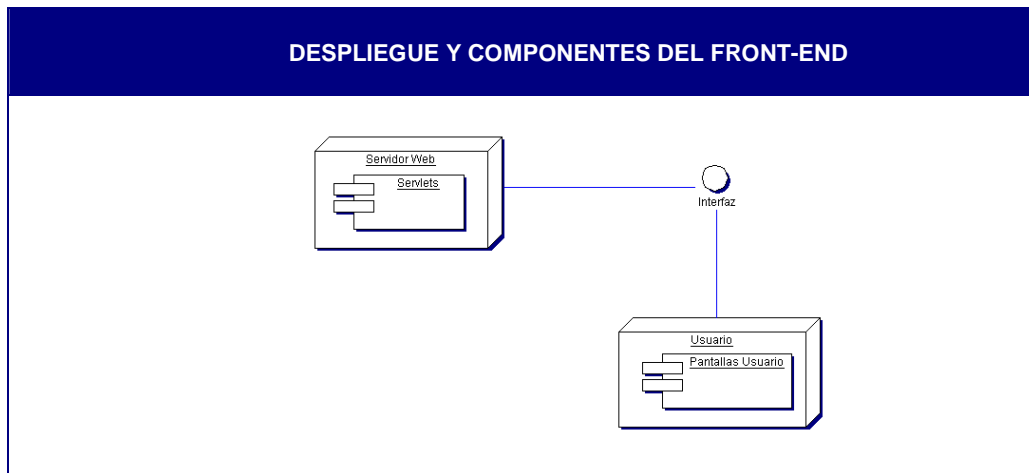 DESPLIEGUE Y COMPONENTES DEL FRONT-END
Servidor Web
Servlets
Interfaz
Usuario
Pantallas Usuario